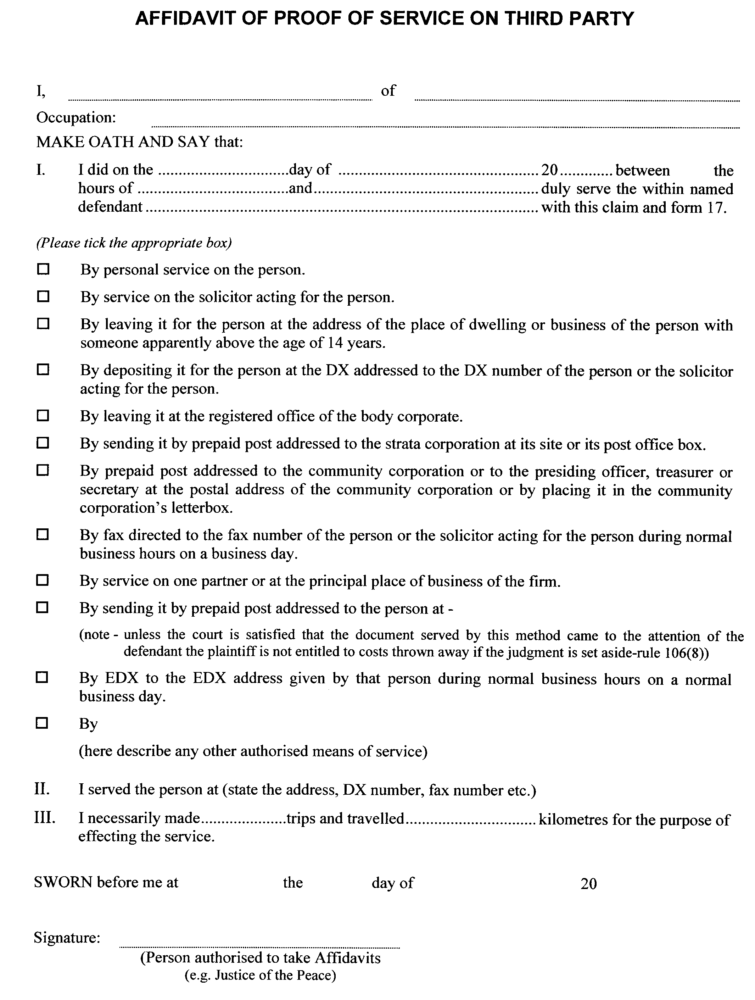 AFFIDAVIT OF PROOF OF SERVICE ON THIRD PARTY
I, ........ of ........
Occupation: ........
MAKE OATH AND SAY that:
I. I did on the ........day of ........ 20........ between the
hours of ........and........ duly serve the within named
defendant ........ with this claim and form 17.
(Please tick the appropriate box)
☐ By personal service on the person.
☐ By service on the solicitor acting for the person.
☐ By leaving it for the person at the address of the place of dwelling or business of the person with
someone apparently above the age of 14 years.
☐ By depositing it for the person at the DX addressed to the DX number of the person or the solicitor
acting for the person.
☐ By leaving it at the registered office of the body corporate.
☐ By sending it by prepaid post addressed to the strata corporation at its site or its post office box.
☐ By prepaid post addressed to the community corporation or to the presiding officer, treasurer or
secretary at the postal address of the community corporation or by placing it in the community
corporation's letterbox.
☐ By fax directed to the fax number of the person or the solicitor acting for the person during normal
business hours on a business day.
☐ By service on one partner or at the principal place of business of the firm.
☐ By sending it by prepaid post addressed to the person at -
(note - unless the court is satisfied that the document served by this method came to the attention of the
defendant the plaintiff is not entitled to costs thrown away if the judgment is set aside-rule 106(8))
☐ By EDX to the EDX address given by that person during normal business hours on a normal
business day.
☐ By
(here describe any other authorised means of service)
II. I served the person at (state the address, DX number, fax number etc.)
III. I necessarily made........trips and travelled........ kilometres for the purpose of
effecting the service.
SWORN before me at the day of 20
Signature: ........
(Person authorised to take Affidavits
(e.g. Justice of the Peace)